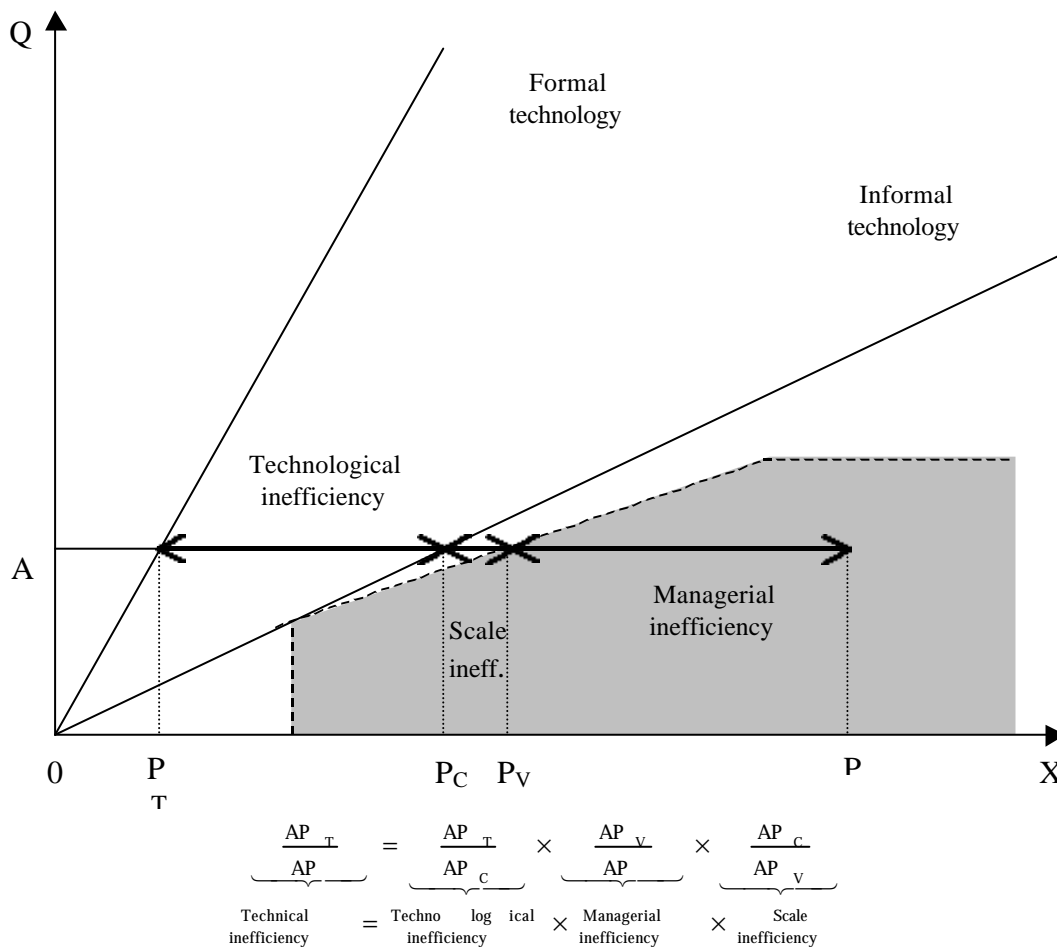 Q
Formal
technology
Informal
technology
Technological
inefficiency
A
Managerial
inefficiency
Scale
ineff.
0 P_T P_C P_V P X
AP_T / AP = AP_T / AP_C × AP_V / AP × AP_C / AP_V
Technical = Techno log ical × Managerial × Scale
inefficiency inefficiency inefficiency inefficiency